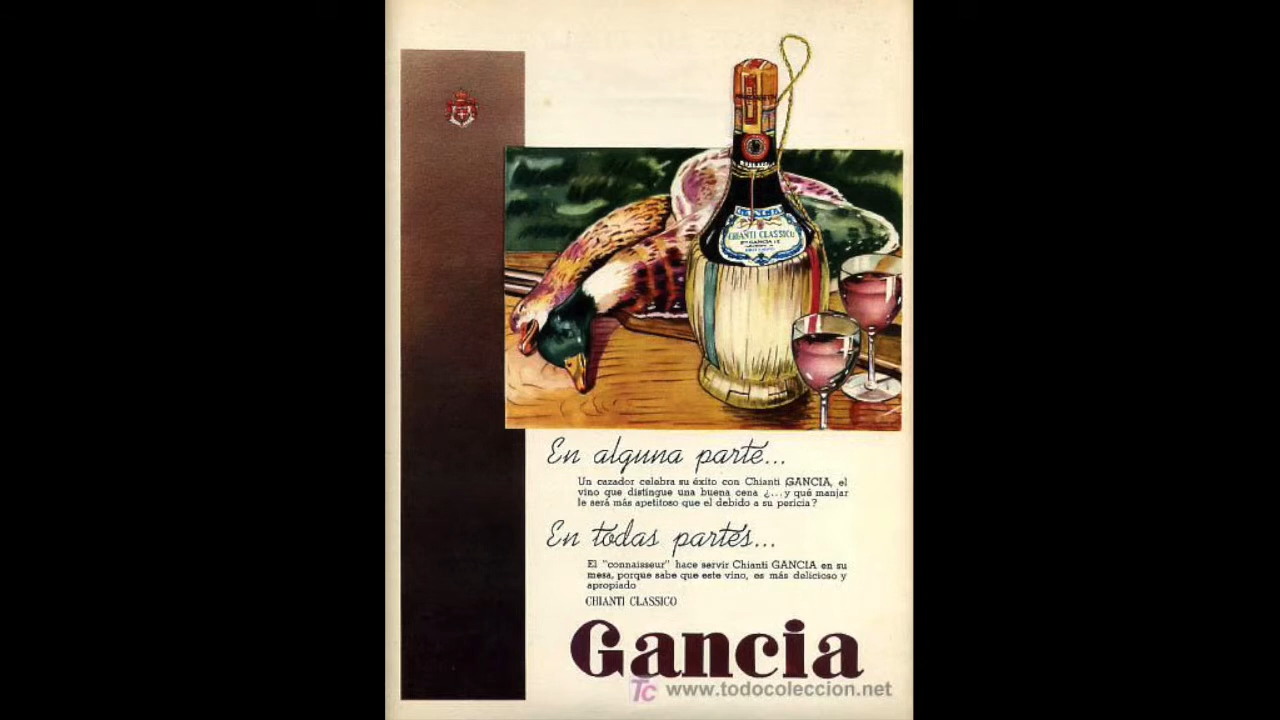 GANCIA
CHIANTI CLASSICO
En alguna parte...
Un cazador celebra su éxito con Chianti GANCIA, el
vino que distingue una buena cena ¿...y qué manjar
le será más apetitoso que el debido a su pericia?
En todas partes...
El "connaisseur" hace servir Chianti GANCIA en su
mesa, porque sabe que este vino, es más delicioso y
apropiado
CHIANTI CLASSICO
Gancia
TC www.todocoleccion.net